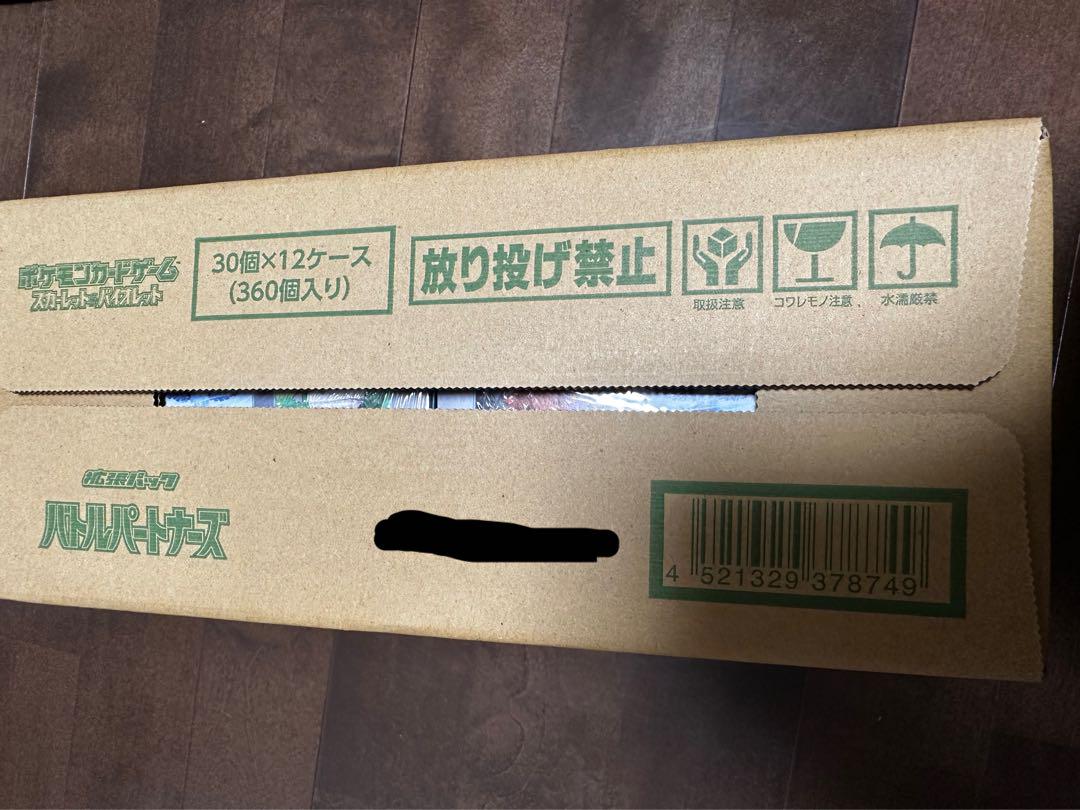 ポケモンカードゲーム
スカーレット&バイオレット
30個×12ケース
(360個入り)
放り投げ禁止
取扱注意
コワレモノ注意
水濡厳禁
拡張パック
バトルパートナーズ
4 521329 378749